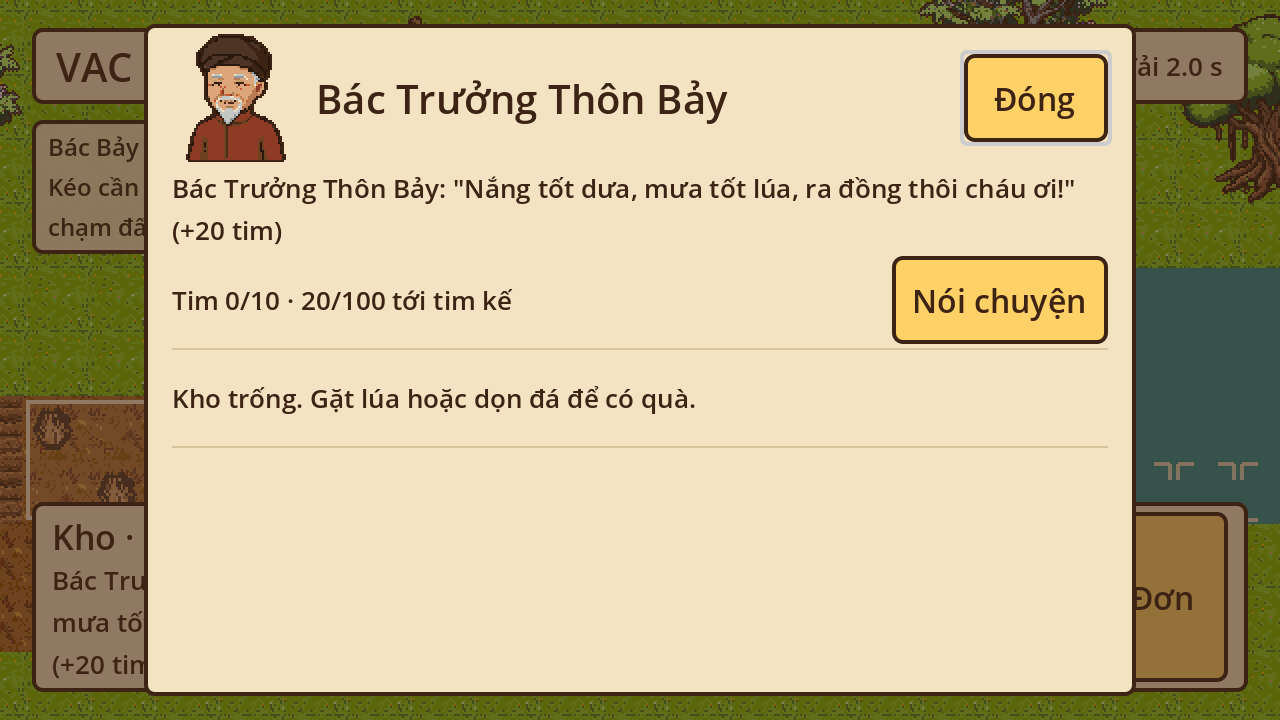 VAC
ải 2.0 s
Bác Bảy
Kéo cần
chạm đấ
Bác Trưởng Thôn Bảy
Đóng
Bác Trưởng Thôn Bảy: "Nắng tốt dưa, mưa tốt lúa, ra đồng thôi cháu ơi!"
(+20 tim)
Tim 0/10 · 20/100 tới tim kế
Nói chuyện
Kho trống. Gặt lúa hoặc dọn đá để có quà.
Kho ·
Bác Trư
mưa tố
(+20 tim
Đơn